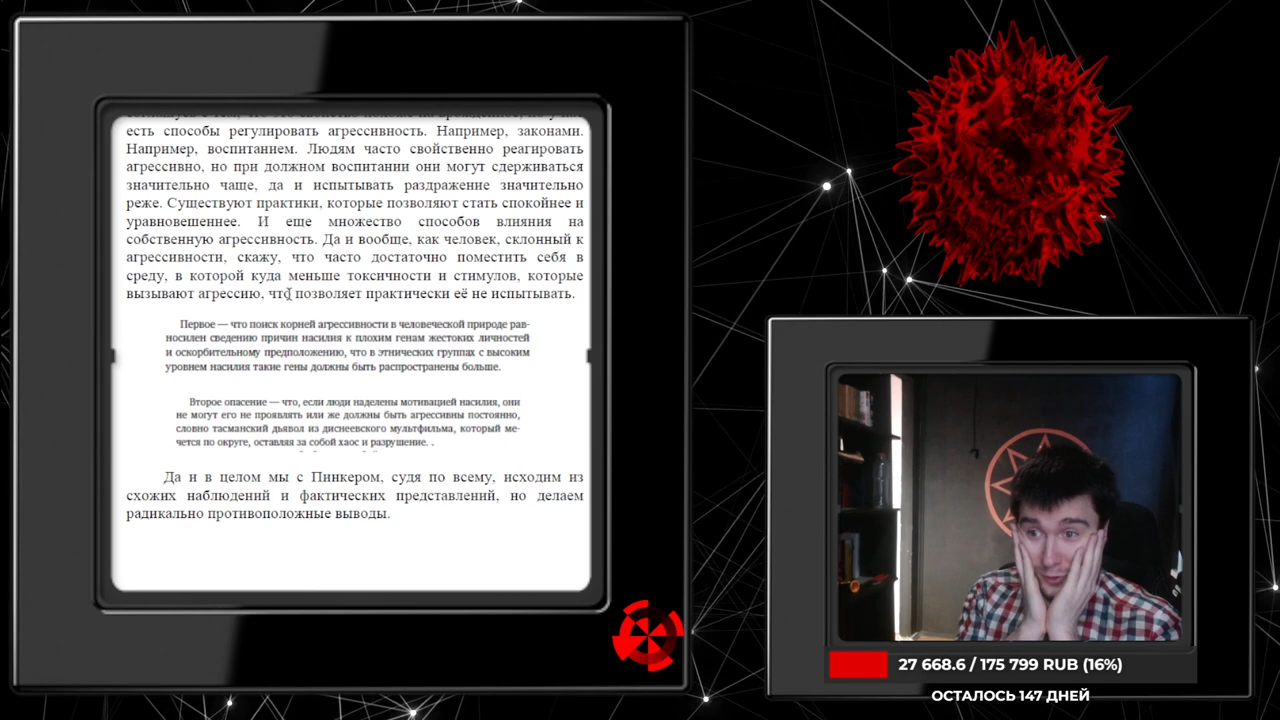 есть способы регулировать агрессивность. Например, законами.
Например, воспитанием. Людям часто свойственно реагировать
агрессивно, но при должном воспитании они могут сдерживаться
значительно чаще, да и испытывать раздражение значительно
реже. Существуют практики, которые позволяют стать спокойнее и
уравновешеннее. И еще множество способов влияния на
собственную агрессивность. Да и вообще, как человек, склонный к
агрессивности, скажу, что часто достаточно поместить себя в
среду, в которой куда меньше токсичности и стимулов, которые
вызывают агрессию, что позволяет практически её не испытывать.
Первое — что поиск корней агрессивности в человеческой природе рав-
носилен сведению причин насилия к плохим генам жестоких личностей
и оскорбительному предположению, что в этнических группах с высоким
уровнем насилия такие гены должны быть распространены больше.
Второе опасение — что, если люди наделены мотивацией насилия, они
не могут его не проявлять или же должны быть агрессивны постоянно,
словно тасманский дьявол из диснеевского мультфильма, который ме-
чется по округе, оставляя за собой хаос и разрушение. .
Да и в целом мы с Пинкером, судя по всему, исходим из
схожих наблюдений и фактических представлений, но делаем
радикально противоположные выводы.
27 668.6 / 175 799 RUB (16%)
ОСТАЛОСЬ 147 ДНЕЙ